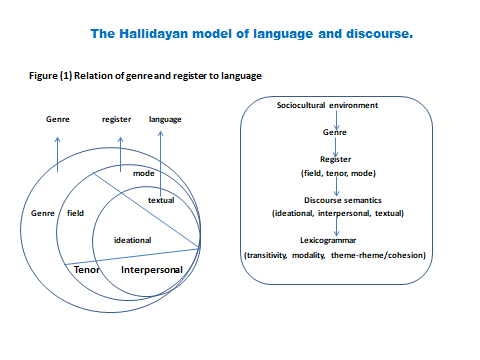 The Hallidayan model of language and discourse.
Figure (1) Relation of genre and register to language
Genre register language
mode
textual
Genre field
ideational
Tenor Interpersonal
Sociocultural environment
Genre
Register
(field, tenor, mode)
Discourse semantics
(ideational, interpersonal, textual)
Lexicogrammar
(transitivity, modality, theme-rheme/cohesion)